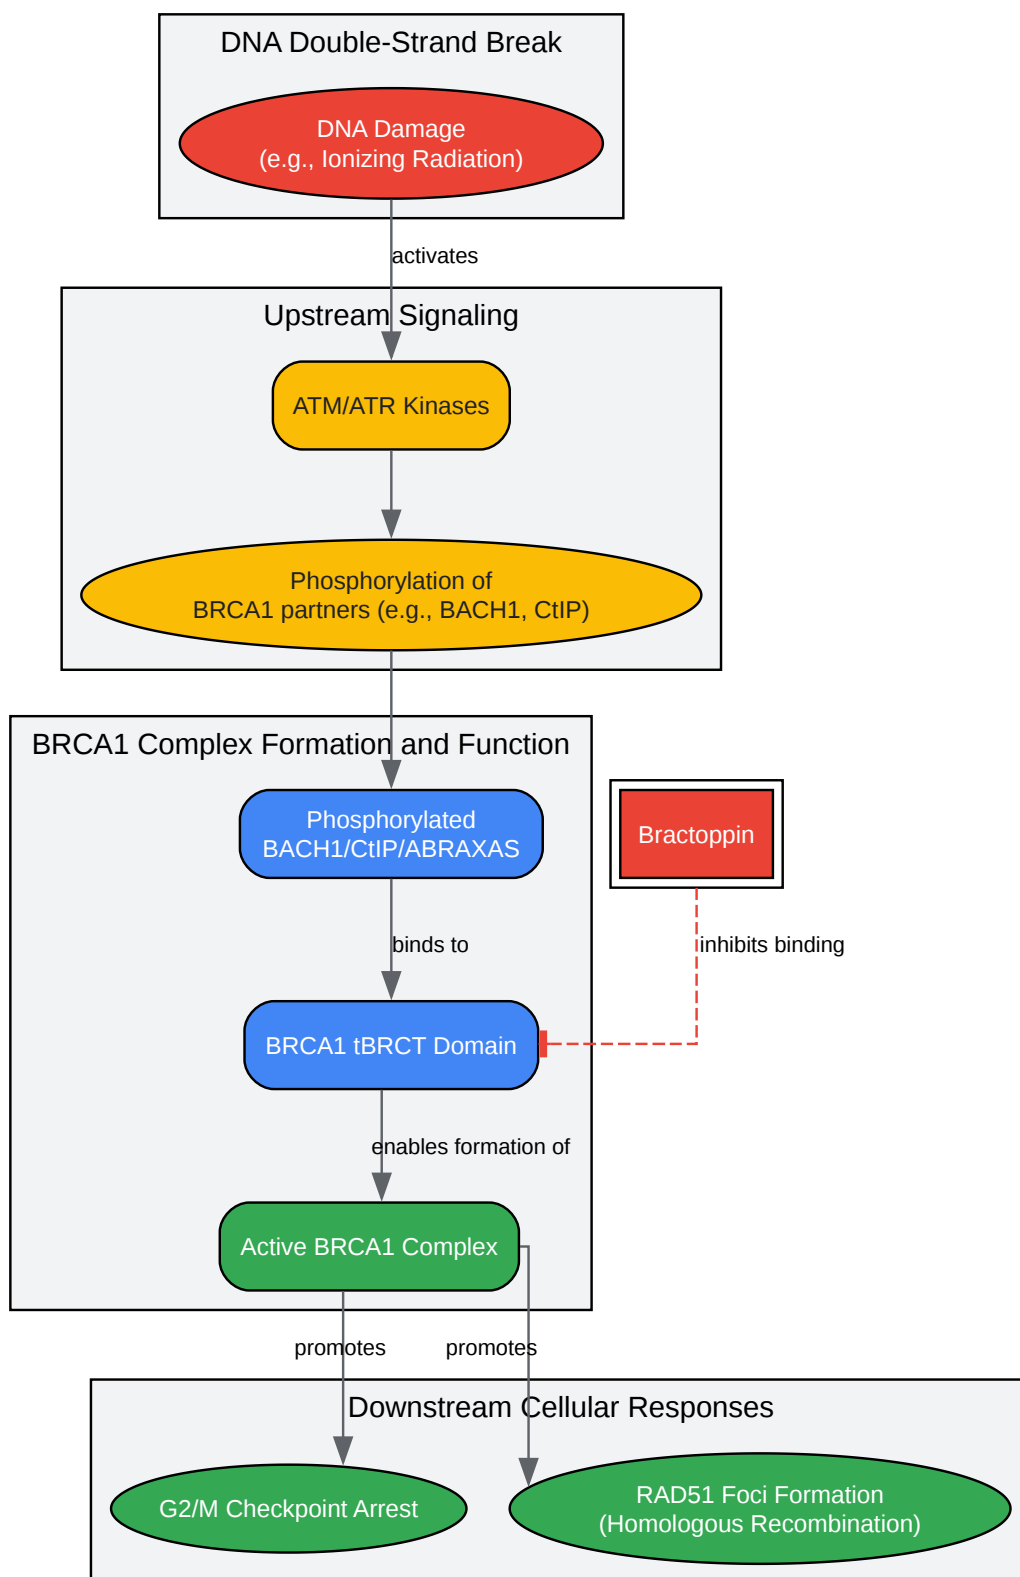 DNA Double-Strand Break
DNA Damage
(e.g., Ionizing Radiation)
activates
Upstream Signaling
ATM/ATR Kinases
Phosphorylation of
BRCA1 partners (e.g., BACH1, CtIP)
BRCA1 Complex Formation and Function
Phosphorylated
BACH1/CtIP/ABRAXAS
Bractoppin
binds to
inhibits binding
BRCA1 tBRCT Domain
enables formation of
Active BRCA1 Complex
promotes
promotes
Downstream Cellular Responses
G2/M Checkpoint Arrest
RAD51 Foci Formation
(Homologous Recombination)